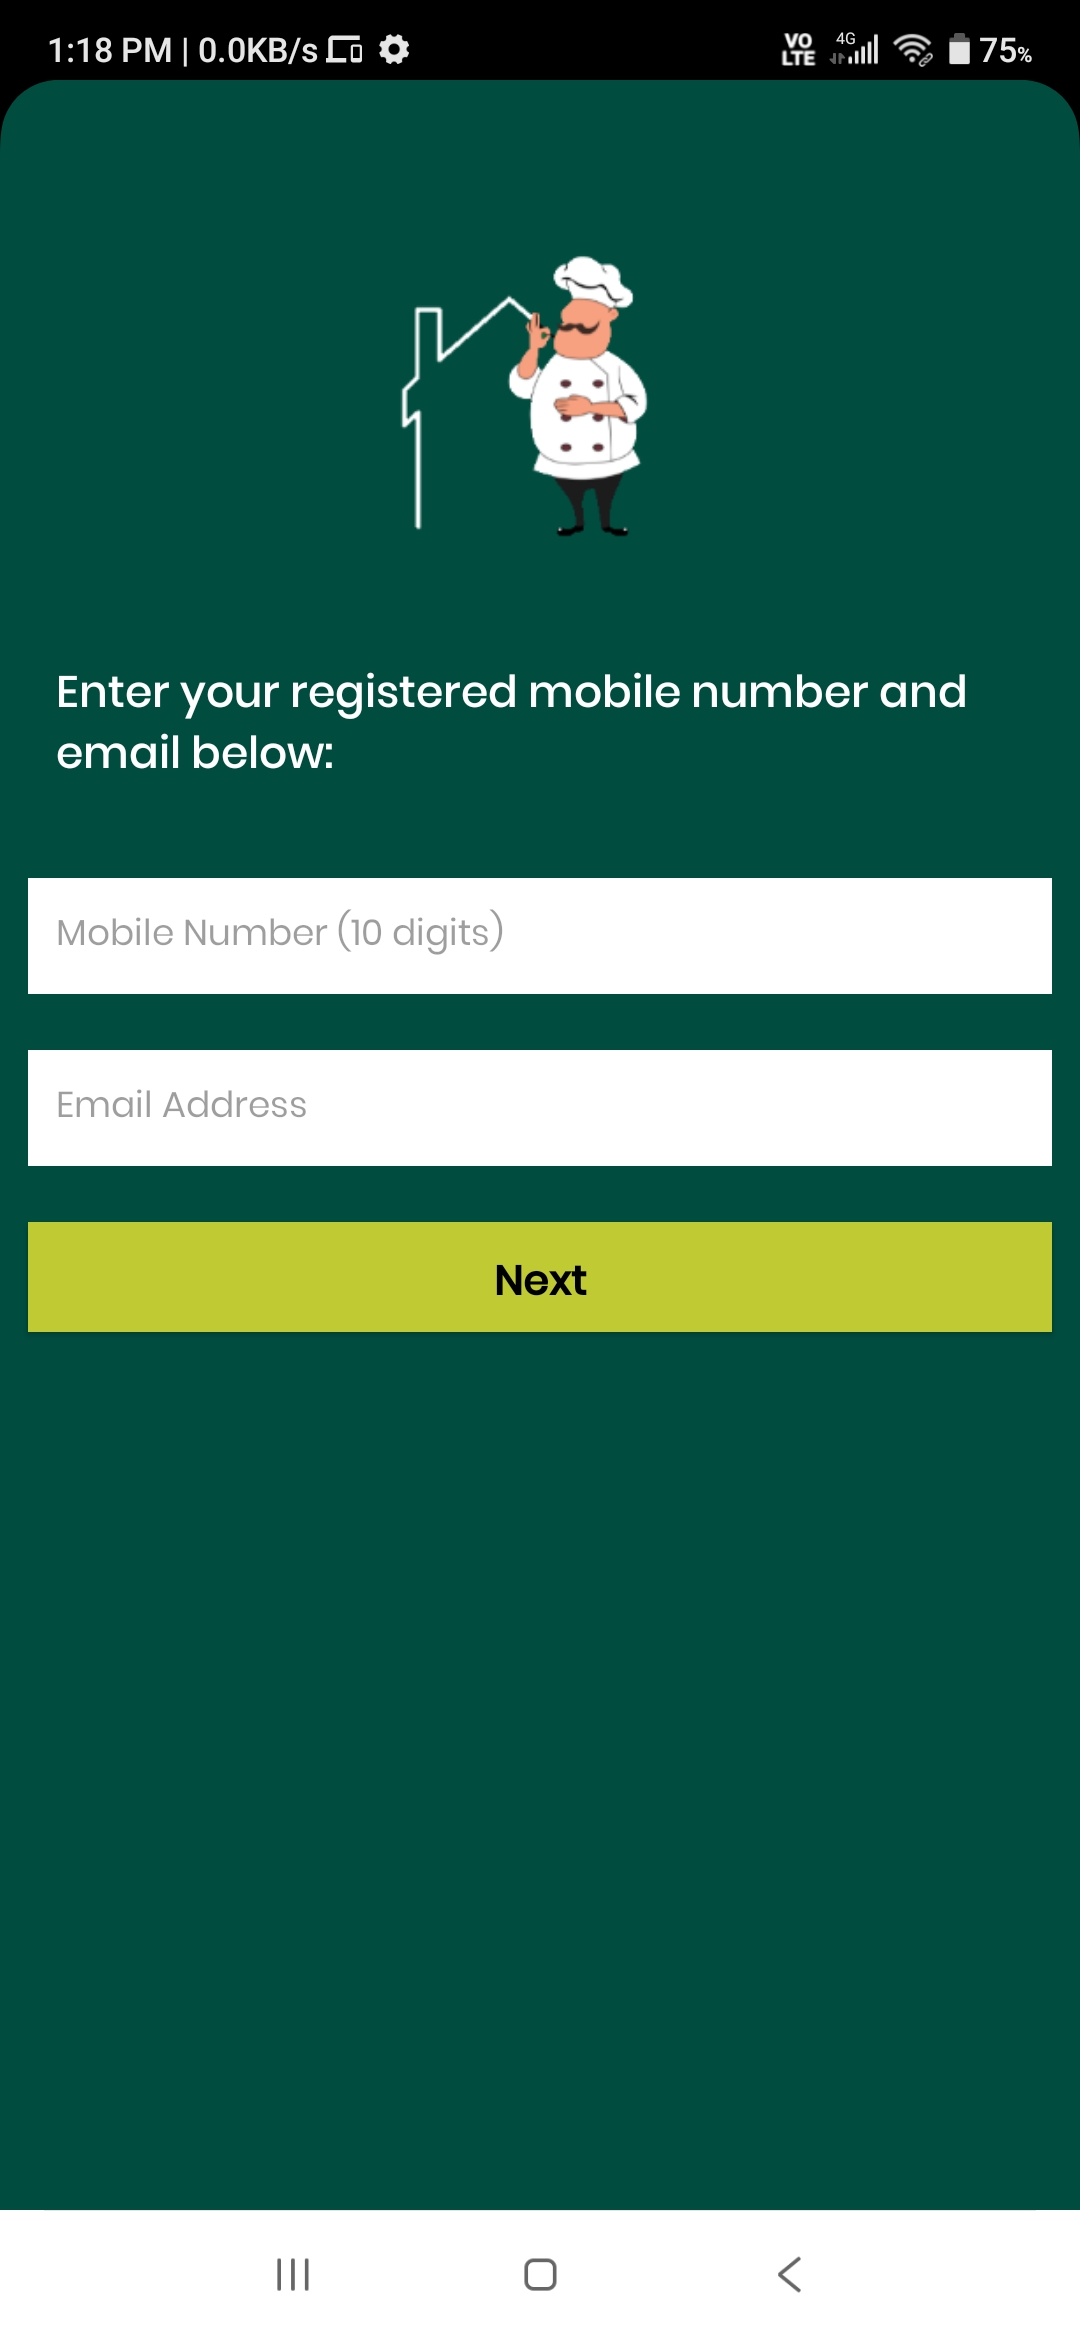 1:18 PM | 0.0KB/s
VO
LTE
4G
75%
Enter your registered mobile number and
email below:
Mobile Number (10 digits)
Email Address
Next